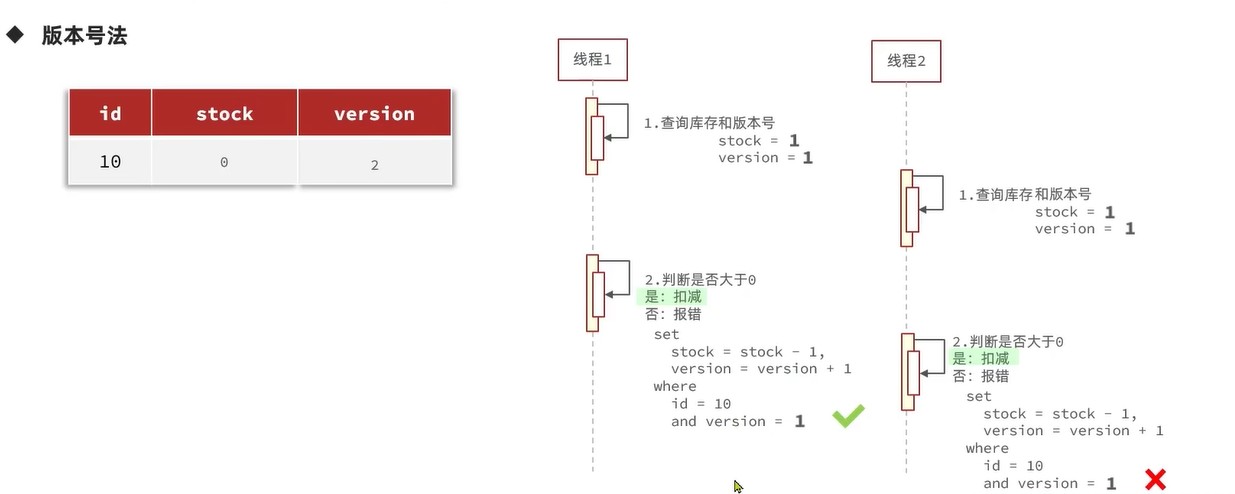 版本号法
id stock version
10 0 2
线程1
1.查询库存和版本号
stock = 1
version = 1
2.判断是否大于0
是：扣减
否：报错
set
stock = stock - 1,
version = version + 1
where
id = 10
and version = 1
线程2
1.查询库存和版本号
stock = 1
version = 1
2.判断是否大于0
是：扣减
否：报错
set
stock = stock - 1,
version = version + 1
where
id = 10
and version = 1